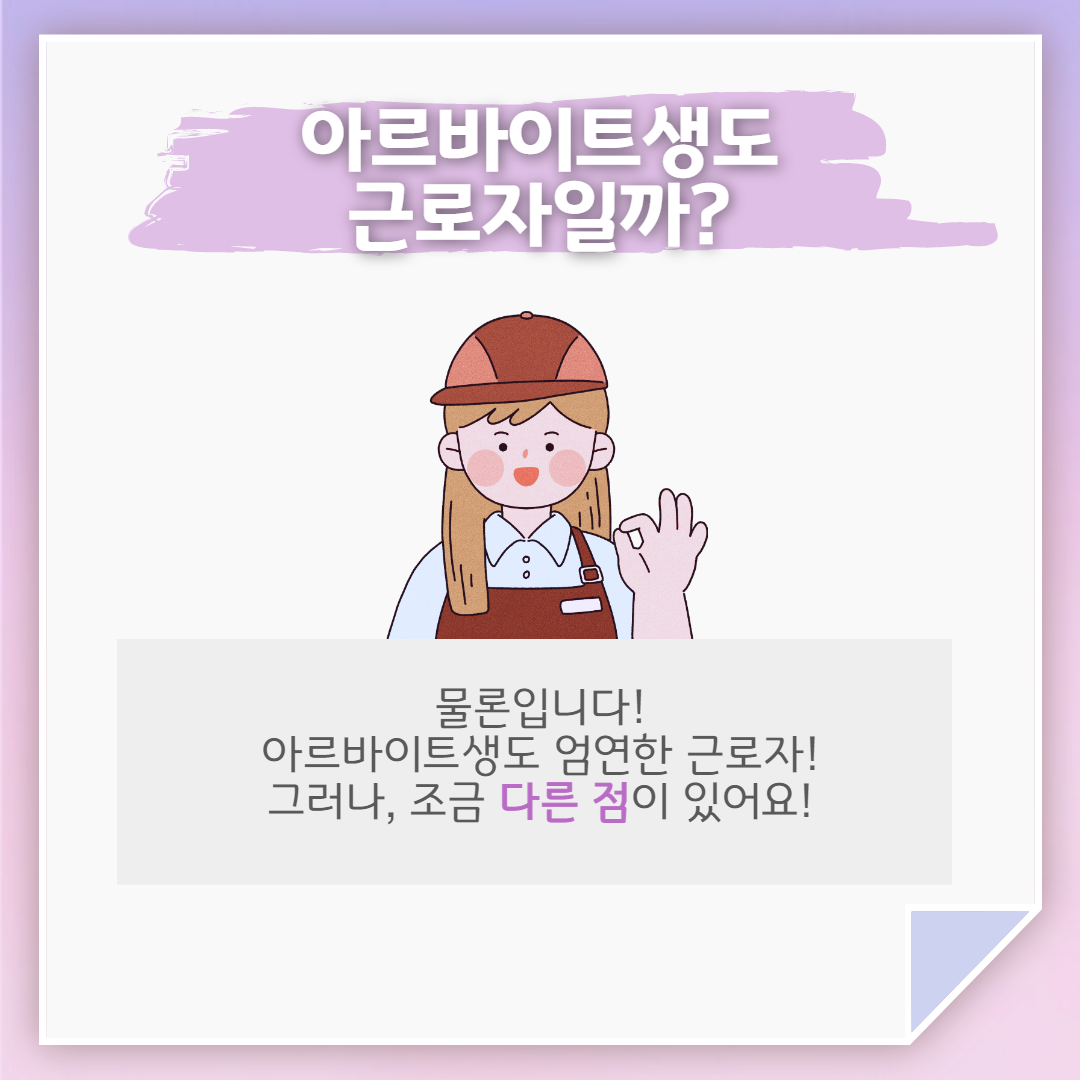 아르바이트생도
근로자일까?
물론입니다!
아르바이트생도 엄연한 근로자!
그러나, 조금 다른 점이 있어요!